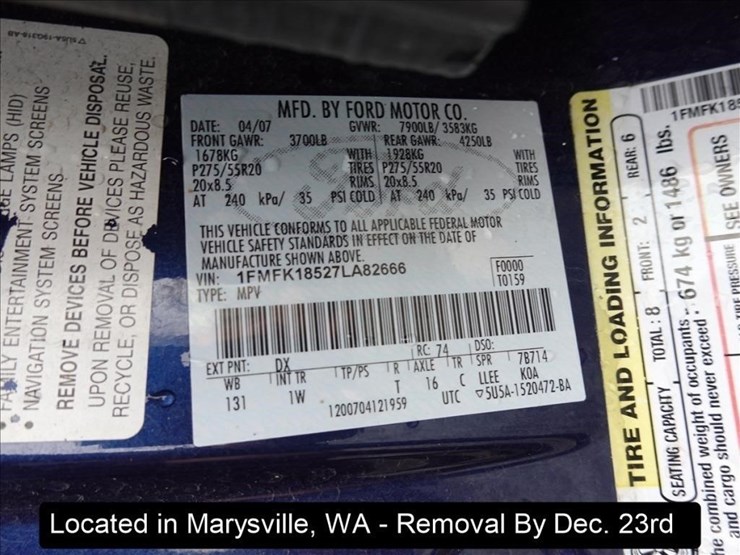 LAMPS (HID)
FAMILY ENTERTAINMENT SYSTEM SCREENS
• NAVIGATION SYSTEM SCREENS
REMOVE DEVICES BEFORE VEHICLE DISPOSAL.
UPON REMOVAL OF DEVICES PLEASE REUSE,
RECYCLE, OR DISPOSE AS HAZARDOUS WASTE.
MFD. BY FORD MOTOR CO.
DATE: 04/07 GVWR: 7900LB/ 3583KG
FRONT GAWR: 3700LB REAR GAWR: 4250LB
1678KG WITH 1928KG WITH
P275/55R20 TIRES P275/55R20 TIRES
20x8.5 RIMS 20x8.5 RIMS
AT 240 kPa/ 35 PSI COLD AT 240 kPa/ 35 PSI COLD
THIS VEHICLE CONFORMS TO ALL APPLICABLE FEDERAL MOTOR
VEHICLE SAFETY STANDARDS IN EFFECT ON THE DATE OF
MANUFACTURE SHOWN ABOVE.
VIN: 1FMFK18527LA82666 F0000
TYPE: MPV T0159
EXT PNT: DX RC: 74 DSO:
WB INT TR TP/PS R AXLE TR SPR 7B714
131 1W T 16 C LLEE KOA
1200704121959 UTC ▽5U5A-1520472-BA
1FMFK185
TIRE AND LOADING INFORMATION
SEATING CAPACITY TOTAL: 8 FRONT: 2 REAR: 6
The combined weight of occupants
and cargo should never exceed: 674 kg or 1486 lbs.
TIRE PRESSURE SEE OWNERS
Located in Marysville, WA - Removal By Dec. 23rd